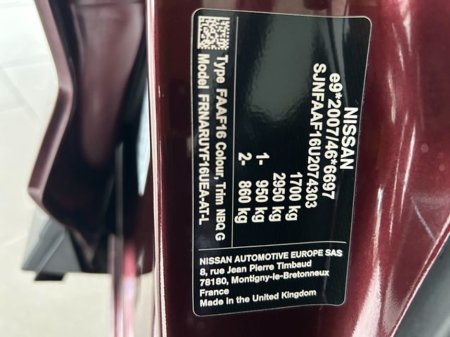 NISSAN
e9*2007/46*6697
SJNFAAF16U2074303
1700 kg
2950 kg
1- 950 kg
2- 860 kg
Type FAAF16 Colour, Trim NBQ G
Model FRNARUYF16UEA-AT-L
NISSAN AUTOMOTIVE EUROPE SAS
8, rue Jean Pierre Timbaud
78180, Montigny-le-Bretonneux
France
Made in the United Kingdom